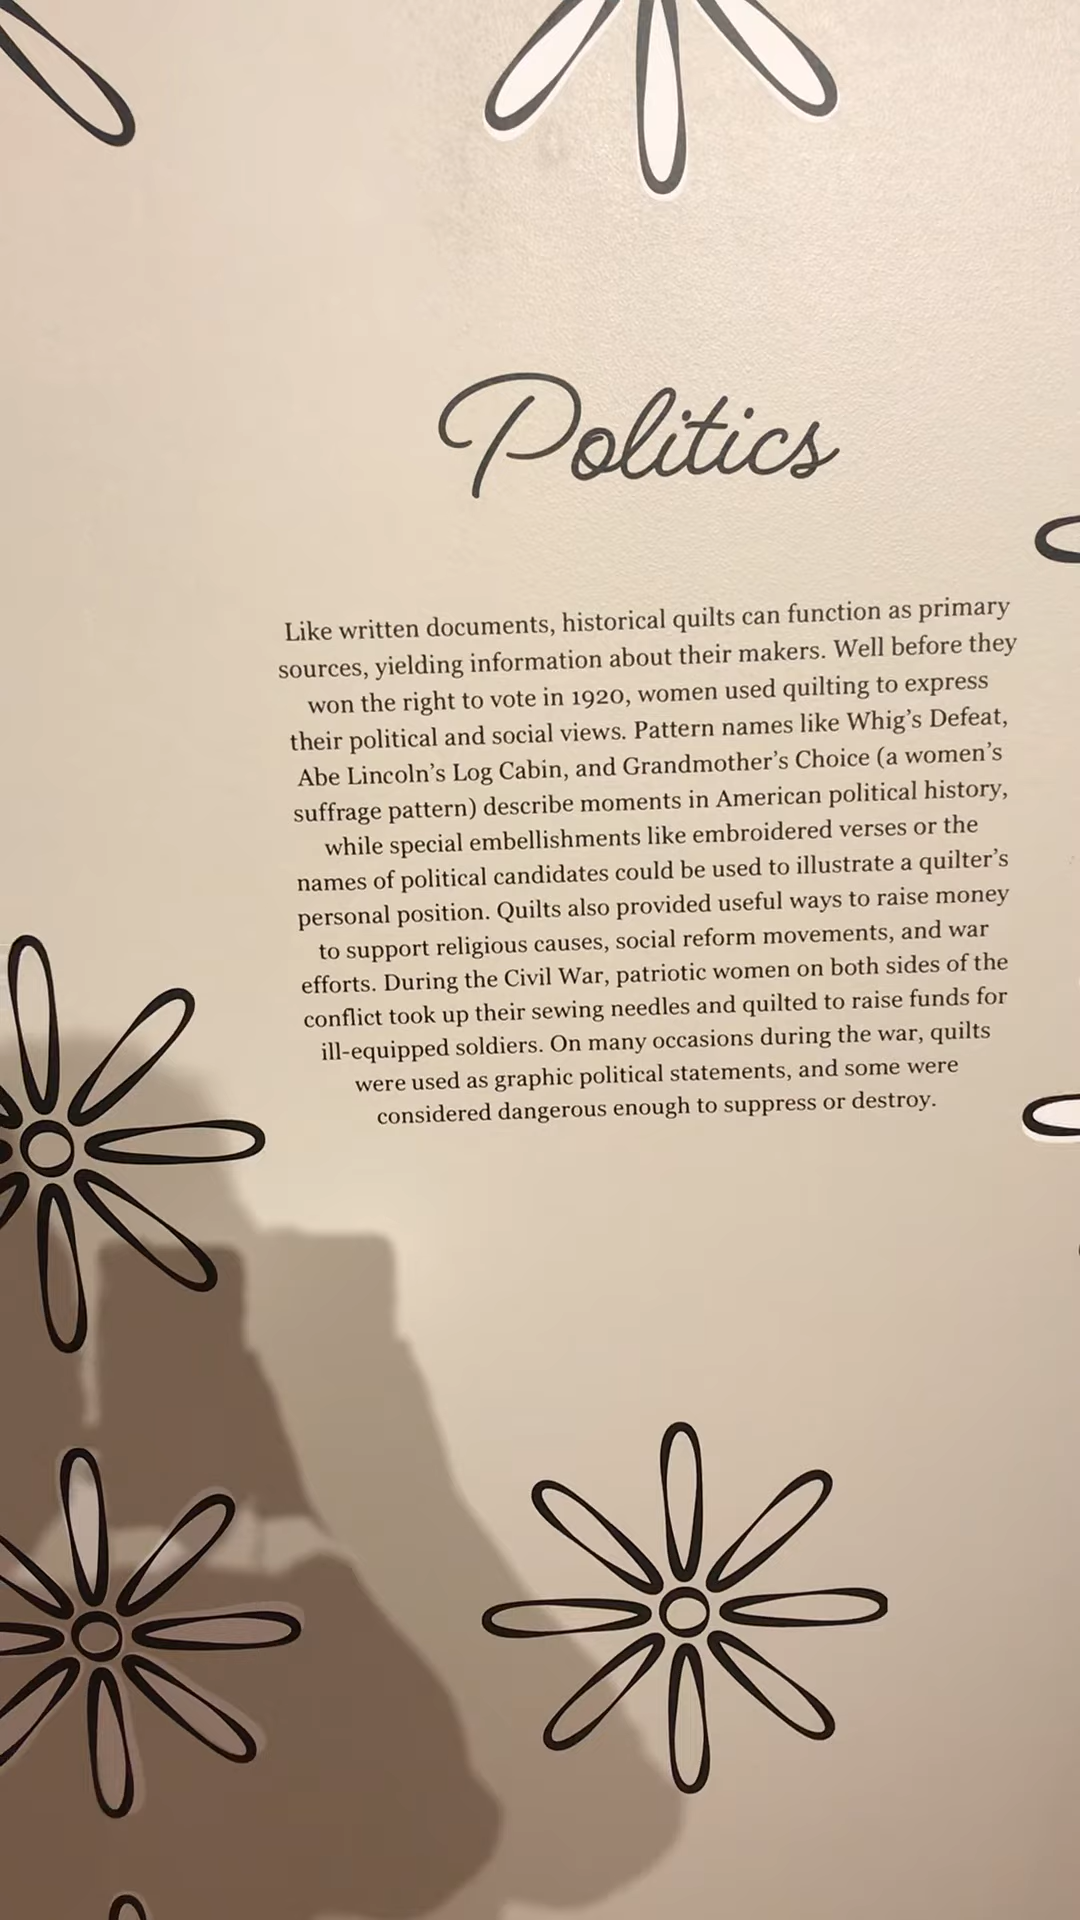 Politics
Like written documents, historical quilts can function as primary
sources, yielding information about their makers. Well before they
won the right to vote in 1920, women used quilting to express
their political and social views. Pattern names like Whig’s Defeat,
Abe Lincoln’s Log Cabin, and Grandmother’s Choice (a women’s
suffrage pattern) describe moments in American political history,
while special embellishments like embroidered verses or the
names of political candidates could be used to illustrate a quilter’s
personal position. Quilts also provided useful ways to raise money
to support religious causes, social reform movements, and war
efforts. During the Civil War, patriotic women on both sides of the
conflict took up their sewing needles and quilted to raise funds for
ill-equipped soldiers. On many occasions during the war, quilts
were used as graphic political statements, and some were
considered dangerous enough to suppress or destroy.